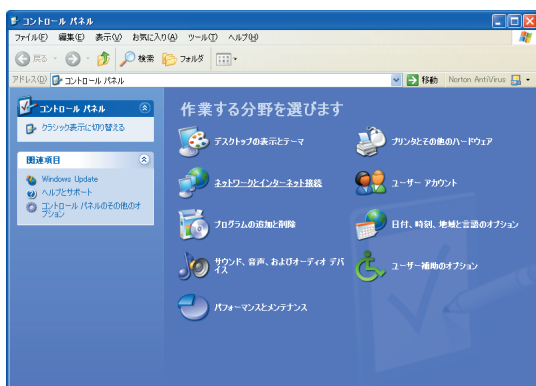 コントロール パネル
ファイル(F) 編集(E) 表示(V) お気に入り(A) ツール(T) ヘルプ(H)
戻る 検索 フォルダ
アドレス(D) コントロール パネル 移動 Norton AntiVirus
コントロール パネル
クラシック表示に切り替える
関連項目
Windows Update
ヘルプとサポート
コントロール パネルのその他のオ
プション
作業する分野を選びます
デスクトップの表示とテーマ
プリンタとその他のハードウェア
ネットワークとインターネット接続
ユーザー アカウント
プログラムの追加と削除
日付、時刻、地域と言語のオプション
サウンド、音声、およびオーディオ デバ
イス
ユーザー補助のオプション
パフォーマンスとメンテナンス